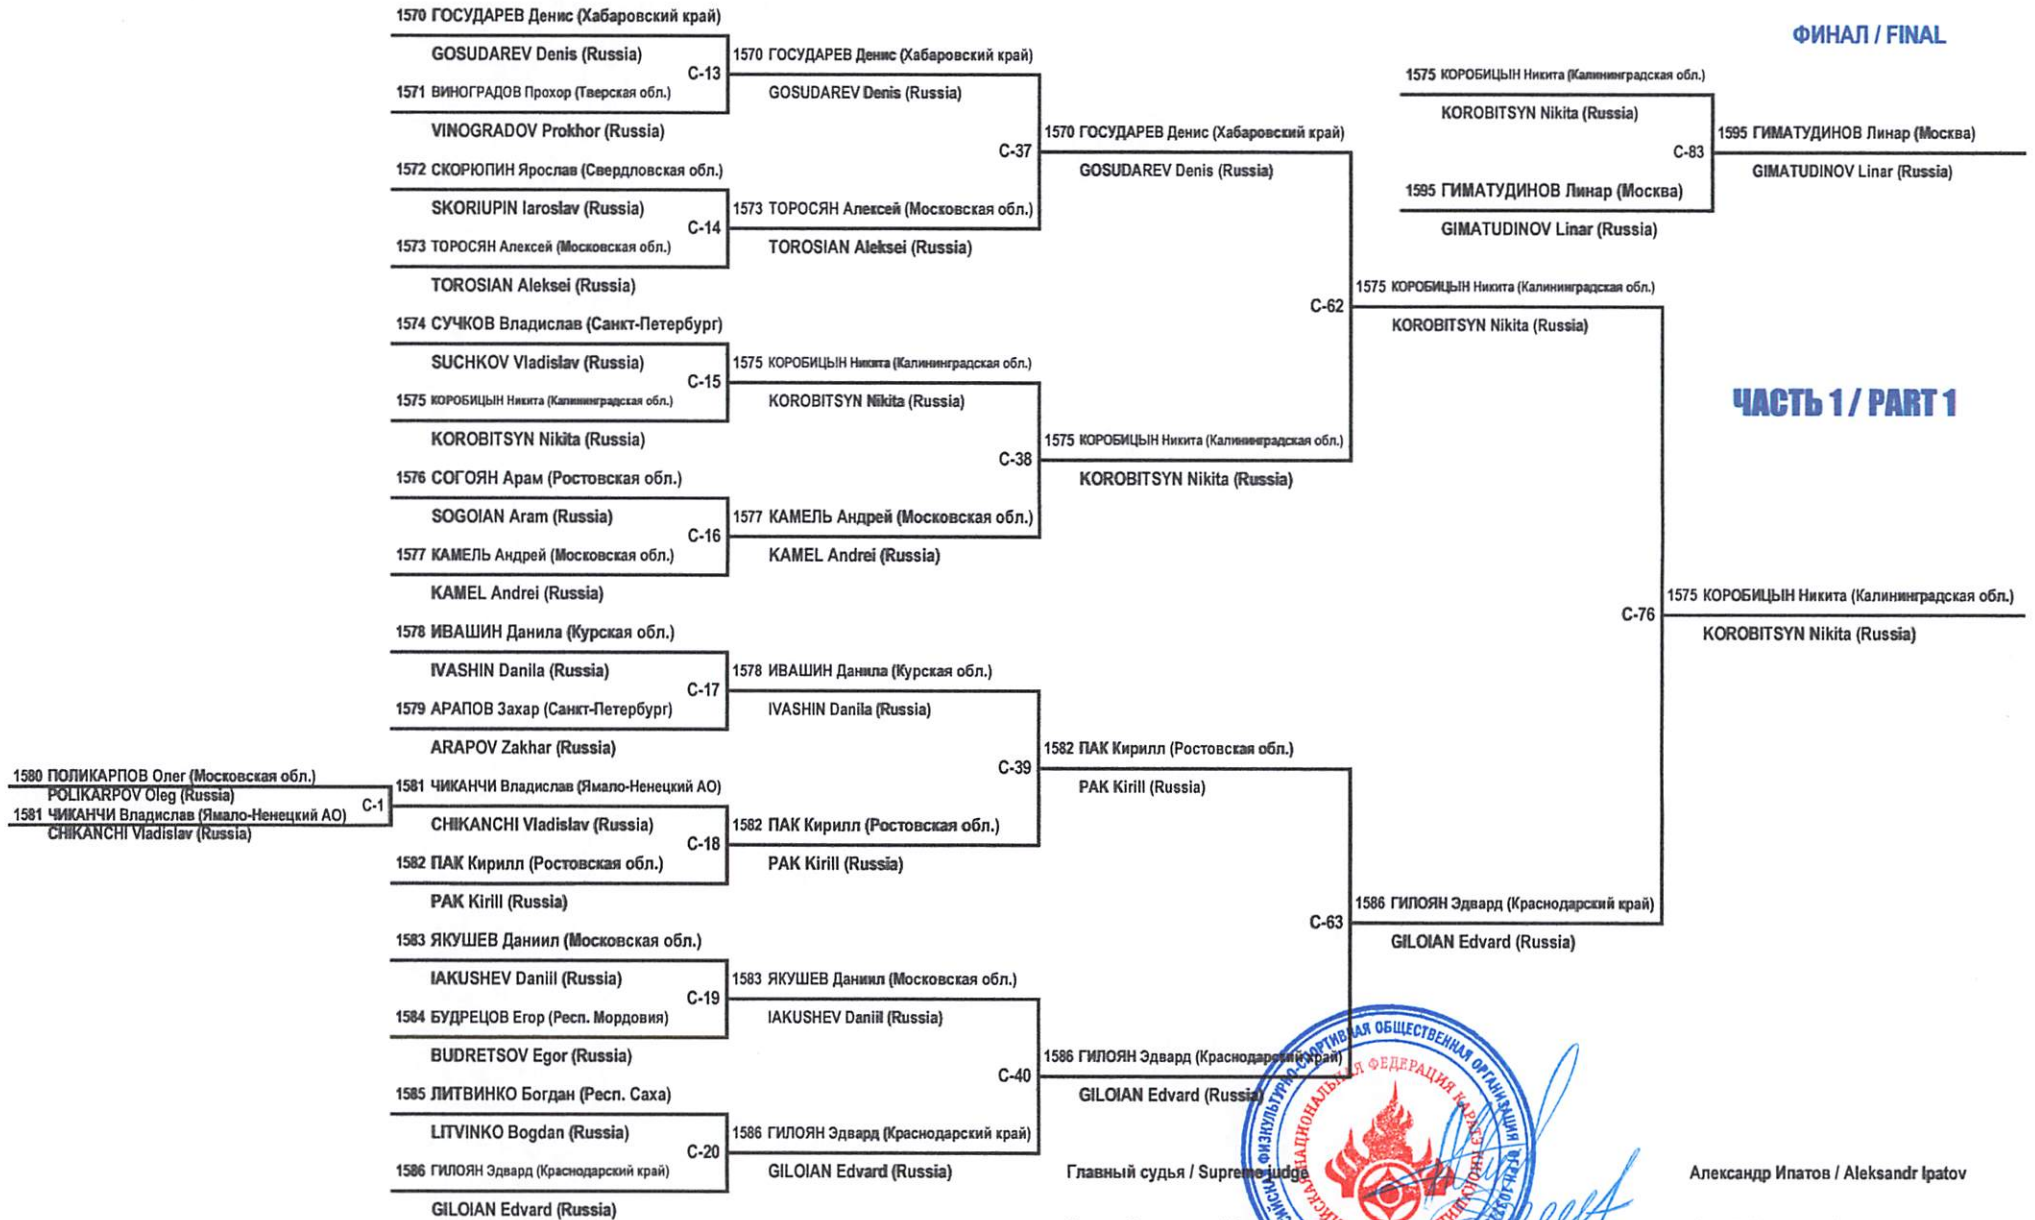 1570 ГОСУДАРЕВ Денис (Хабаровский край)
GOSUDAREV Denis (Russia)
C-13
1571 ВИНОГРАДОВ Прохор (Тверская обл.)
VINOGRADOV Prokhor (Russia)
1572 СКОРЮПИН Ярослав (Свердловская обл.)
SKORIUPIN Iaroslav (Russia)
C-14
1573 ТОРОСЯН Алексей (Московская обл.)
TOROSIAN Aleksei (Russia)
1574 СУЧКОВ Владислав (Санкт-Петербург)
SUCHKOV Vladislav (Russia)
C-15
1575 КОРОБИЦЫН Никита (Калининградская обл.)
KOROBITSYN Nikita (Russia)
1576 СОГОЯН Арам (Ростовская обл.)
SOGOIAN Aram (Russia)
C-16
1577 КАМЕЛЬ Андрей (Московская обл.)
KAMEL Andrei (Russia)
1578 ИВАШИН Данила (Курская обл.)
IVASHIN Danila (Russia)
C-17
1579 АРАПОВ Захар (Санкт-Петербург)
ARAPOV Zakhar (Russia)
1580 ПОЛИКАРПОВ Олег (Московская обл.)
POLIKARPOV Oleg (Russia)
C-1
1581 ЧИКАНЧИ Владислав (Ямало-Ненецкий АО)
CHIKANCHI Vladislav (Russia)
1581 ЧИКАНЧИ Владислав (Ямало-Ненецкий АО)
CHIKANCHI Vladislav (Russia)
C-18
1582 ПАК Кирилл (Ростовская обл.)
PAK Kirill (Russia)
1583 ЯКУШЕВ Даниил (Московская обл.)
IAKUSHEV Daniil (Russia)
C-19
1584 БУДРЕЦОВ Егор (Респ. Мордовия)
BUDRETSOV Egor (Russia)
1585 ЛИТВИНКО Богдан (Респ. Саха)
LITVINKO Bogdan (Russia)
C-20
1586 ГИЛОЯН Эдвард (Краснодарский край)
GILOIAN Edvard (Russia)
1570 ГОСУДАРЕВ Денис (Хабаровский край)
GOSUDAREV Denis (Russia)
C-37
1573 ТОРОСЯН Алексей (Московская обл.)
TOROSIAN Aleksei (Russia)
1575 КОРОБИЦЫН Никита (Калининградская обл.)
KOROBITSYN Nikita (Russia)
C-38
1577 КАМЕЛЬ Андрей (Московская обл.)
KAMEL Andrei (Russia)
1578 ИВАШИН Данила (Курская обл.)
IVASHIN Danila (Russia)
C-39
1582 ПАК Кирилл (Ростовская обл.)
PAK Kirill (Russia)
1583 ЯКУШЕВ Даниил (Московская обл.)
IAKUSHEV Daniil (Russia)
C-40
1586 ГИЛОЯН Эдвард (Краснодарский край)
GILOIAN Edvard (Russia)
1570 ГОСУДАРЕВ Денис (Хабаровский край)
GOSUDAREV Denis (Russia)
C-62
1575 КОРОБИЦЫН Никита (Калининградская обл.)
KOROBITSYN Nikita (Russia)
1582 ПАК Кирилл (Ростовская обл.)
PAK Kirill (Russia)
C-63
1586 ГИЛОЯН Эдвард (Краснодарский край)
GILOIAN Edvard (Russia)
1575 КОРОБИЦЫН Никита (Калининградская обл.)
KOROBITSYN Nikita (Russia)
C-76
1586 ГИЛОЯН Эдвард (Краснодарский край)
GILOIAN Edvard (Russia)
1575 КОРОБИЦЫН Никита (Калининградская обл.)
KOROBITSYN Nikita (Russia)
ФИНАЛ / FINAL
1575 КОРОБИЦЫН Никита (Калининградская обл.)
KOROBITSYN Nikita (Russia)
C-83
1595 ГИМАТУДИНОВ Линар (Москва)
GIMATUDINOV Linar (Russia)
1595 ГИМАТУДИНОВ Линар (Москва)
GIMATUDINOV Linar (Russia)
ЧАСТЬ 1 / PART 1
ФИЗКУЛЬТУРНО-СПОРТИВНАЯ ОБЩЕСТВЕННАЯ ОРГАНИЗАЦИЯ
НАЦИОНАЛЬНАЯ ФЕДЕРАЦИЯ КАРАТЭ
Главный судья / Supreme judge
Александр Ипатов / Aleksandr Ipatov